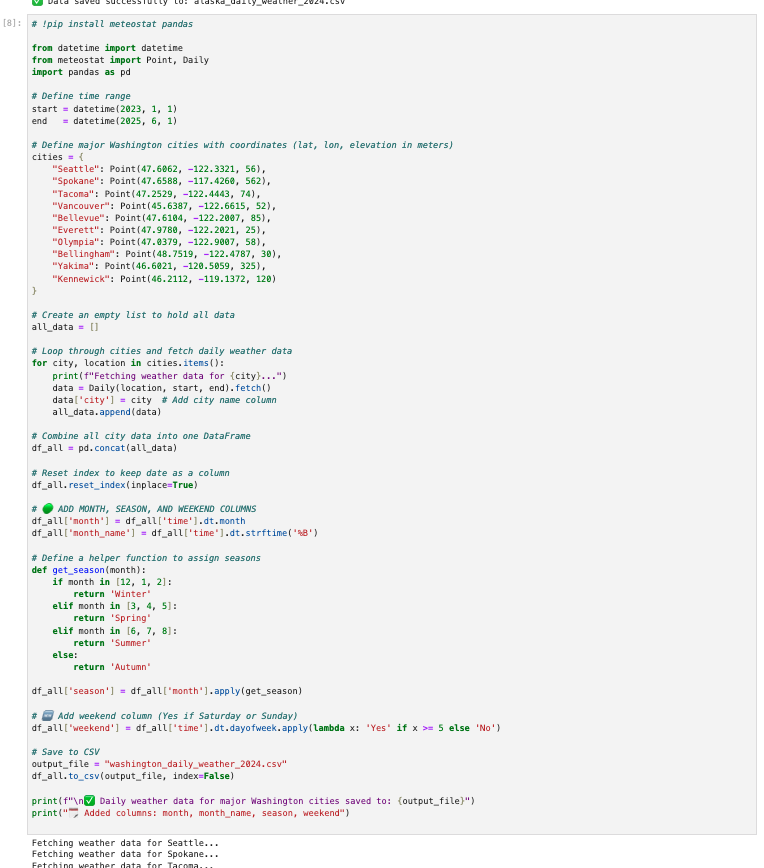 ✅ Data saved successfully to: alaska_daily_weather_2024.csv
[8]:
# !pip install meteostat pandas

from datetime import datetime
from meteostat import Point, Daily
import pandas as pd

# Define time range
start = datetime(2023, 1, 1)
end   = datetime(2025, 6, 1)

# Define major Washington cities with coordinates (lat, lon, elevation in meters)
cities = {
    "Seattle": Point(47.6062, -122.3321, 56),
    "Spokane": Point(47.6588, -117.4260, 562),
    "Tacoma": Point(47.2529, -122.4443, 74),
    "Vancouver": Point(45.6387, -122.6615, 52),
    "Bellevue": Point(47.6104, -122.2007, 85),
    "Everett": Point(47.9780, -122.2021, 25),
    "Olympia": Point(47.0379, -122.9007, 58),
    "Bellingham": Point(48.7519, -122.4787, 30),
    "Yakima": Point(46.6021, -120.5059, 325),
    "Kennewick": Point(46.2112, -119.1372, 120)
}

# Create an empty list to hold all data
all_data = []

# Loop through cities and fetch daily weather data
for city, location in cities.items():
    print(f"Fetching weather data for {city}...")
    data = Daily(location, start, end).fetch()
    data['city'] = city  # Add city name column
    all_data.append(data)

# Combine all city data into one DataFrame
df_all = pd.concat(all_data)

# Reset index to keep date as a column
df_all.reset_index(inplace=True)

# 🟢 ADD MONTH, SEASON, AND WEEKEND COLUMNS
df_all['month'] = df_all['time'].dt.month
df_all['month_name'] = df_all['time'].dt.strftime('%B')

# Define a helper function to assign seasons
def get_season(month):
    if month in [12, 1, 2]:
        return 'Winter'
    elif month in [3, 4, 5]:
        return 'Spring'
    elif month in [6, 7, 8]:
        return 'Summer'
    else:
        return 'Autumn'

df_all['season'] = df_all['month'].apply(get_season)

# Add weekend column (Yes if Saturday or Sunday)
df_all['weekend'] = df_all['time'].dt.dayofweek.apply(lambda x: 'Yes' if x >= 5 else 'No')

# Save to CSV
output_file = "washington_daily_weather_2024.csv"
df_all.to_csv(output_file, index=False)

print(f"\n✅ Daily weather data for major Washington cities saved to: {output_file}")
print("🗓️ Added columns: month, month_name, season, weekend")

Fetching weather data for Seattle...
Fetching weather data for Spokane...
Fetching weather data for Tacoma...